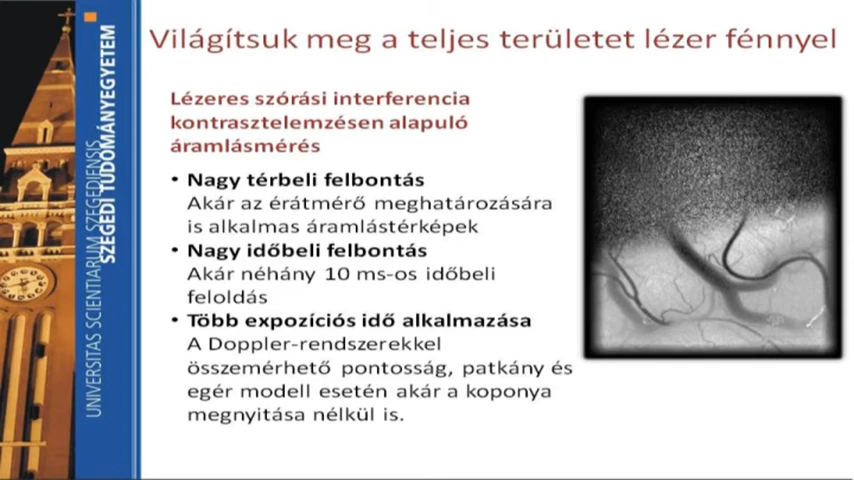 Világítsuk meg a teljes területet lézer fénnyel
UNIVERSITAS SCIENTIARUM SZEGEDIENSIS
SZEGEDI TUDOMÁNYEGYETEM
Lézeres szórási interferencia
kontrasztelemzésen alapuló
áramlásmérés
• Nagy térbeli felbontás
Akár az érátmérő meghatározására
is alkalmas áramlástérképek
• Nagy időbeli felbontás
Akár néhány 10 ms-os időbeli
feloldás
• Több expozíciós idő alkalmazása
A Doppler-rendszerekkel
összemérhető pontosság, patkány és
egér modell esetén akár a koponya
megnyitása nélkül is.